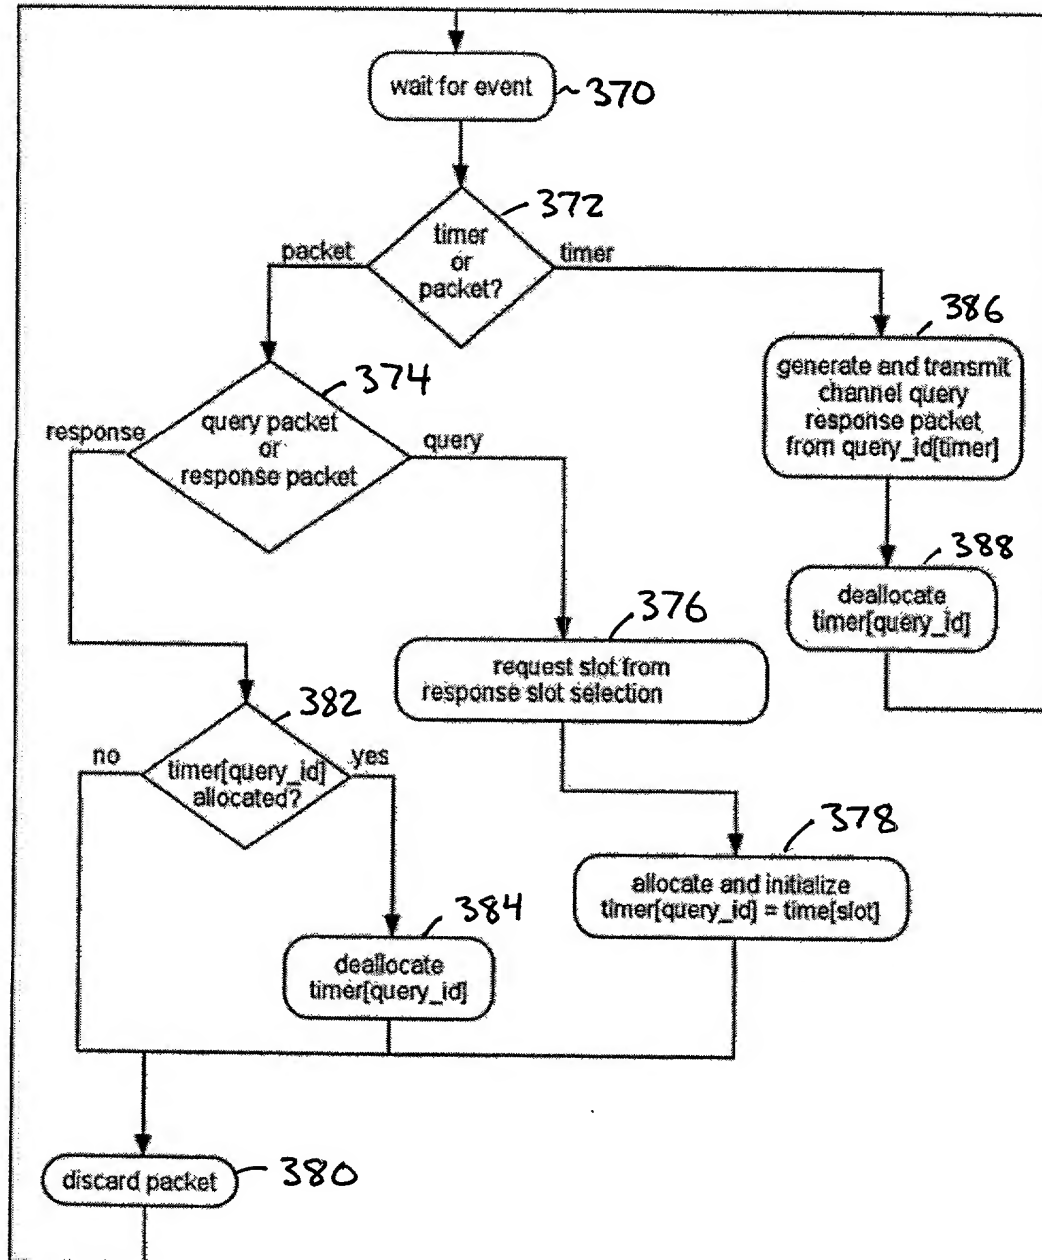 wait for event
370
372
timer
or
packet?
packet
timer
386
generate and transmit
channel query
response packet
from query_id[timer]
374
query packet
or
response packet
response
query
388
deallocate
timer[query_id]
376
request slot from
response slot selection
382
timer[query_id]
allocated?
no
yes
378
allocate and initialize
timer[query_id] = time[slot]
384
deallocate
timer[query_id]
discard packet
380